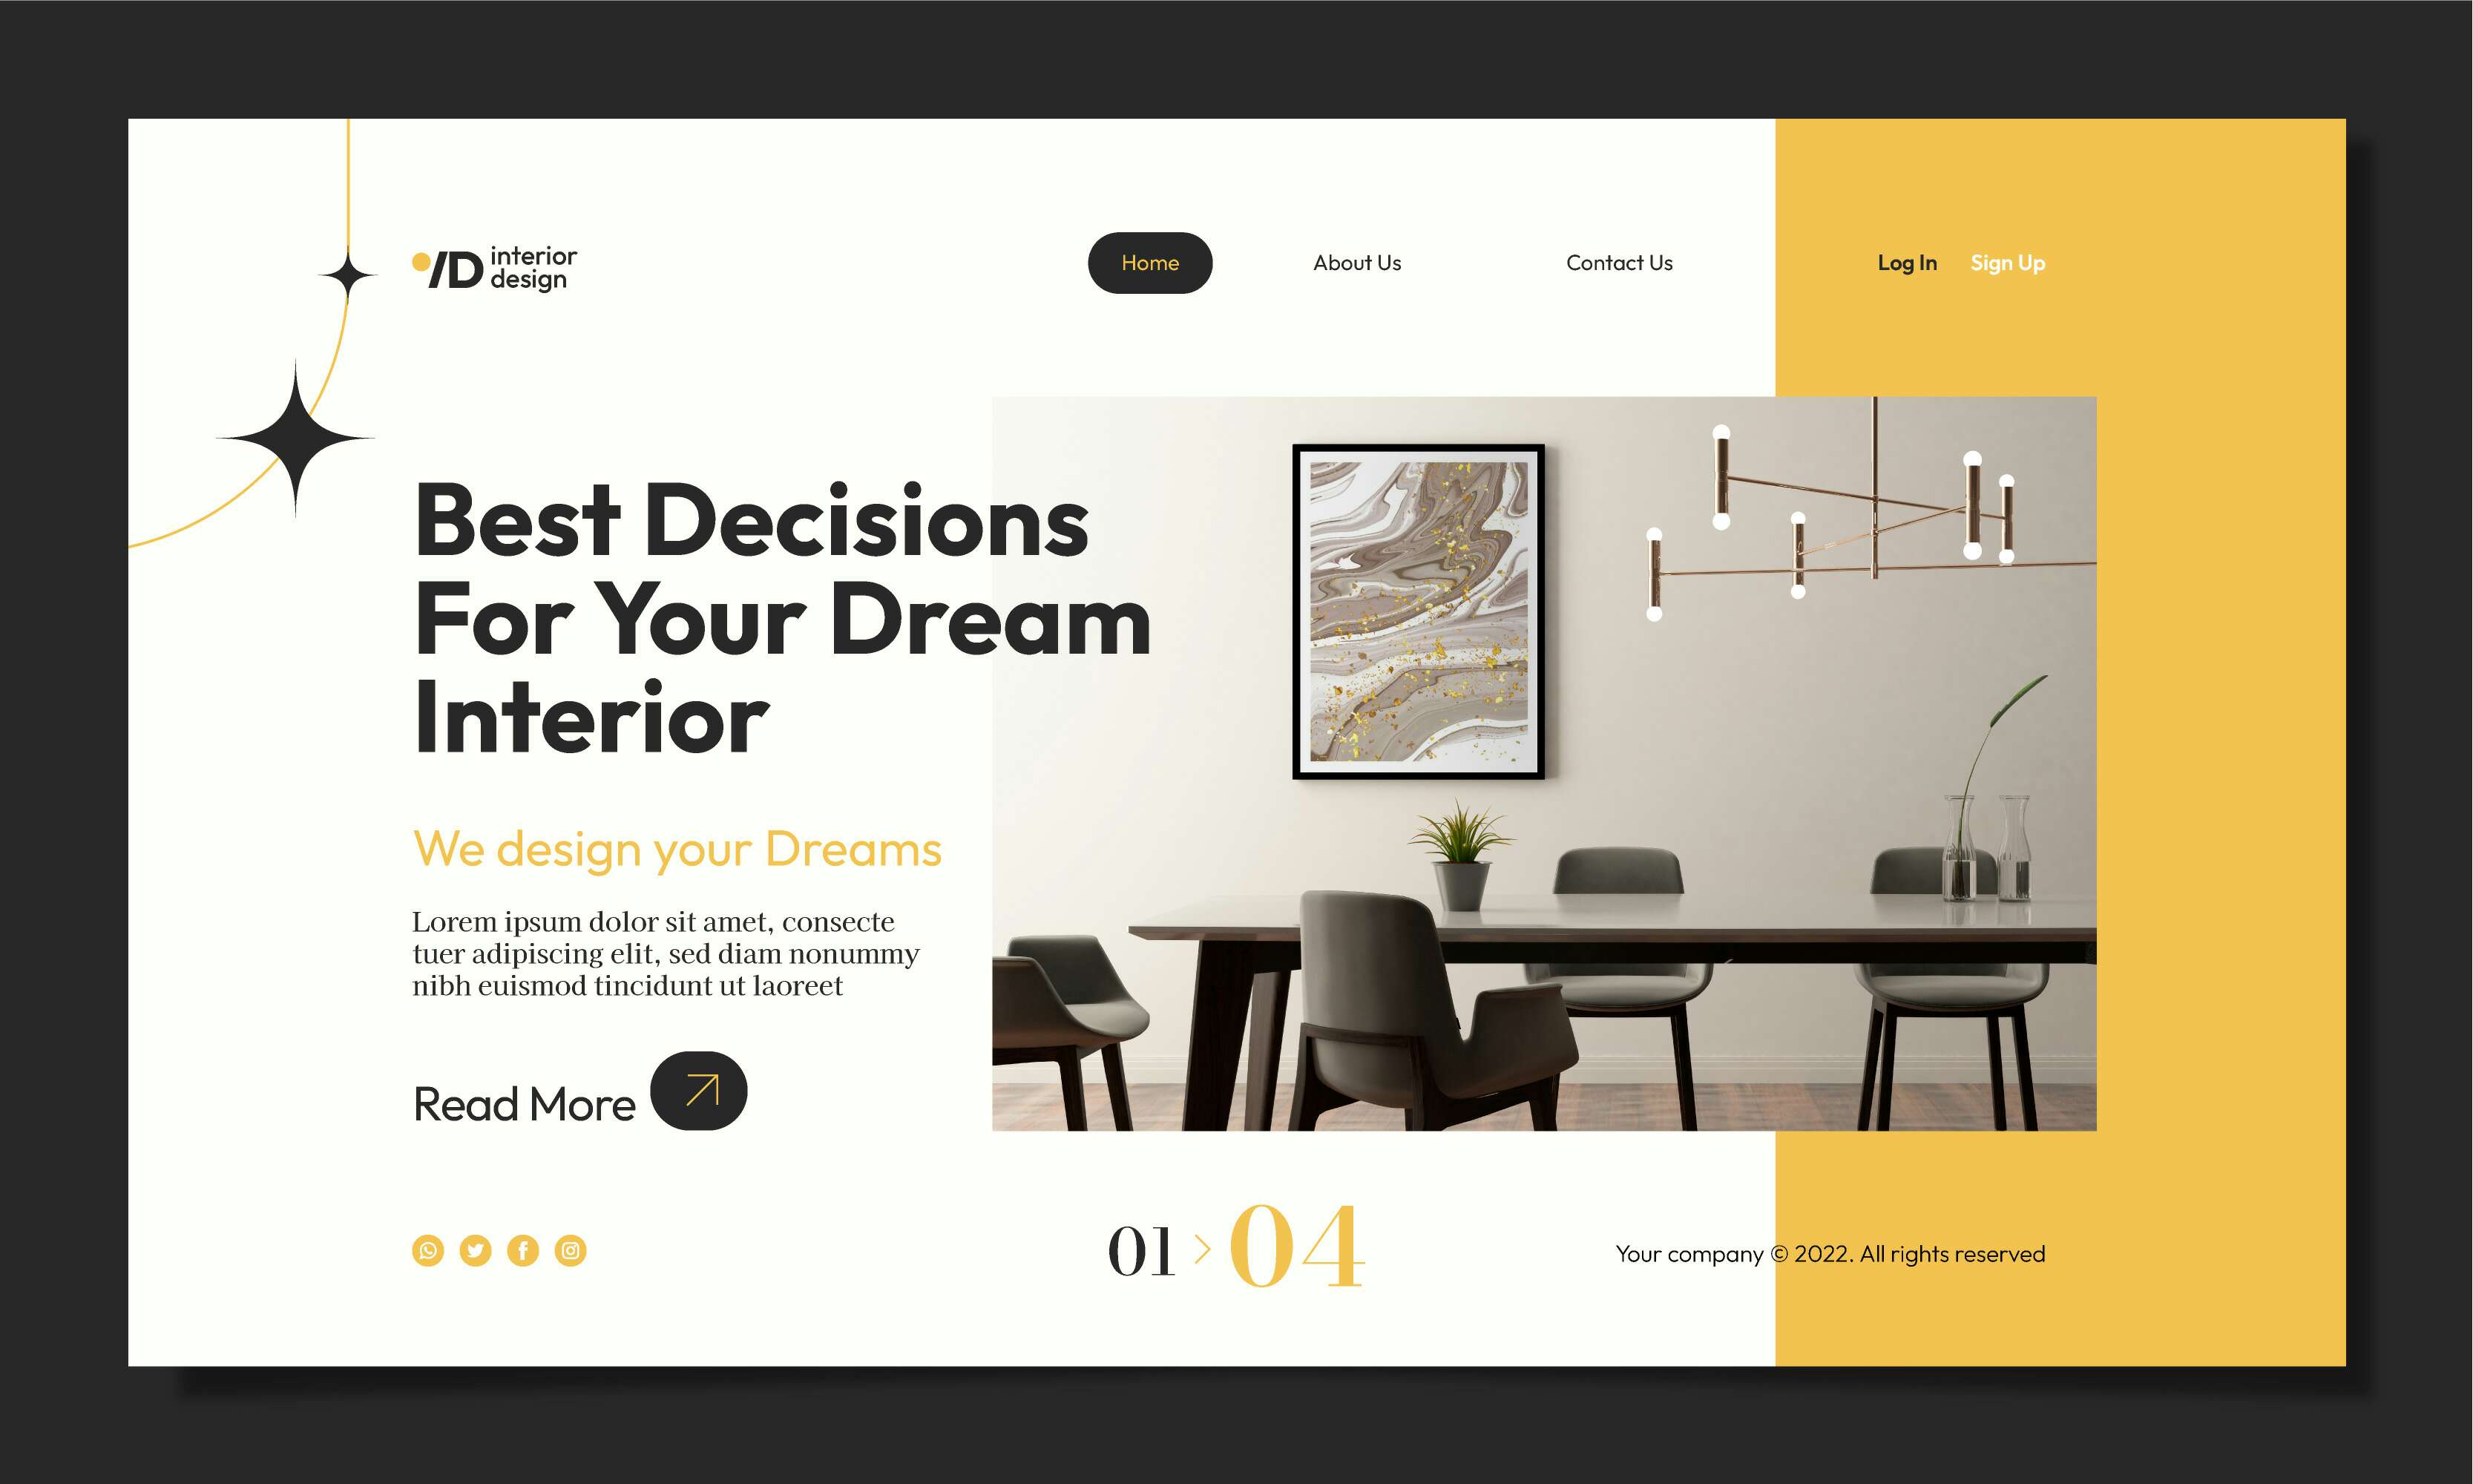 /D interior
design
Home
About Us
Contact Us
Log In
Sign Up
Best Decisions
For Your Dream
Interior
We design your Dreams
Lorem ipsum dolor sit amet, consecte
tuer adipiscing elit, sed diam nonummy
nibh euismod tincidunt ut laoreet
Read More
01 > 04
Your company © 2022. All rights reserved